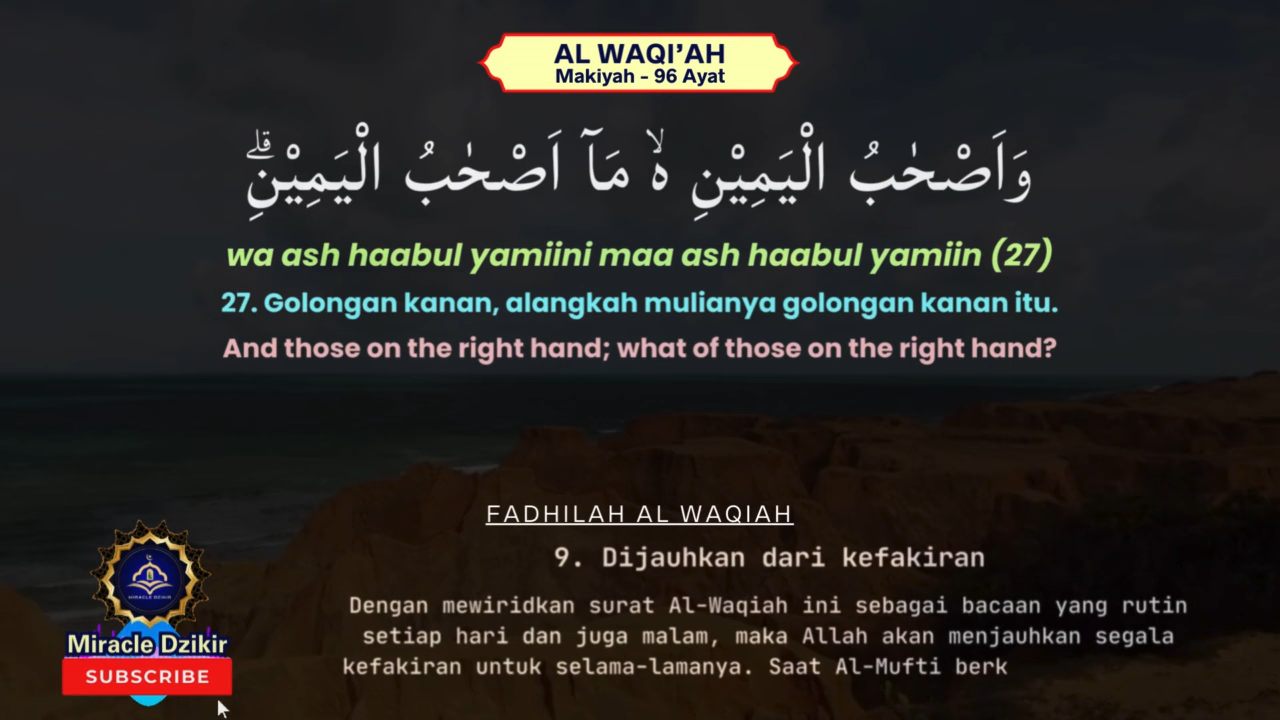 AL WAQI’AH
Makiyah - 96 Ayat
وَاَصْحٰبُ الْيَمِيْنِ ەۙ مَآ اَصْحٰبُ الْيَمِيْنِۗ
wa ash haabul yamiini maa ash haabul yamiin (27)
27. Golongan kanan, alangkah mulianya golongan kanan itu.
And those on the right hand; what of those on the right hand?
FADHILAH AL WAQIAH
9. Dijauhkan dari kefakiran
Dengan mewiridkan surat Al-Waqiah ini sebagai bacaan yang rutin
setiap hari dan juga malam, maka Allah akan menjauhkan segala
kefakiran untuk selama-lamanya. Saat Al-Mufti berk
MIRACLE DZIKIR
Miracle Dzikir
SUBSCRIBE